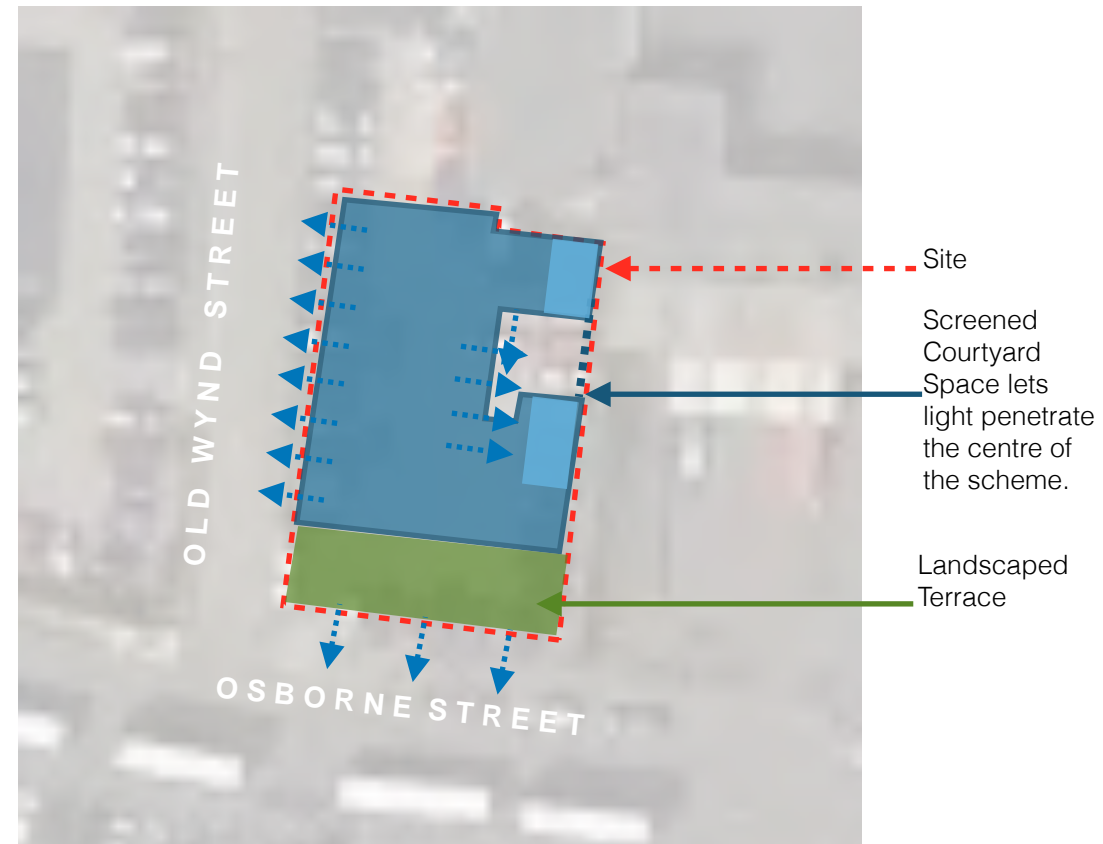 OLD WYND STREET
OSBORNE STREET
Site
Screened
Courtyard
Space lets
light penetrate
the centre of
the scheme.
Landscaped
Terrace